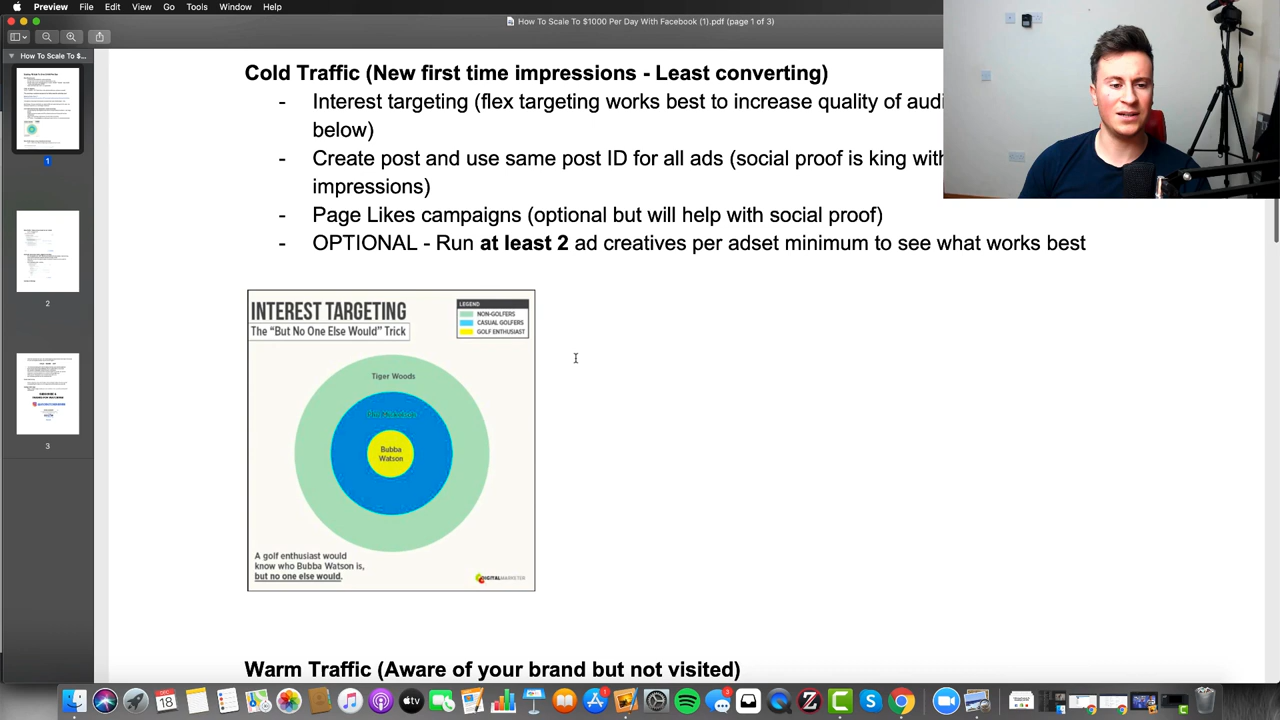 Preview File Edit View Go Tools Window Help
How To Scale To $1000 Per Day With Facebook (1).pdf (page 1 of 3)
How To Scale To $...
1
2
3
Cold Traffic (New first time impressions - Least converting)
- Interest targeting (flex targeting works best to increase quality of
below)
- Create post and use same post ID for all ads (social proof is king
impressions)
- Page Likes campaigns (optional but will help with social proof)
- OPTIONAL - Run at least 2 ad creatives per adset minimum to see what works best
INTEREST TARGETING
The "But No One Else Would" Trick
LEGEND
NON-GOLFERS
CASUAL GOLFERS
GOLF ENTHUSIAST
Tiger Woods
Bubba
Watson
A golf enthusiast would
know who Bubba Watson is,
but no one else would.
DIGITALMARKETER
Warm Traffic (Aware of your brand but not visited)
DEC
18
tv
1
3